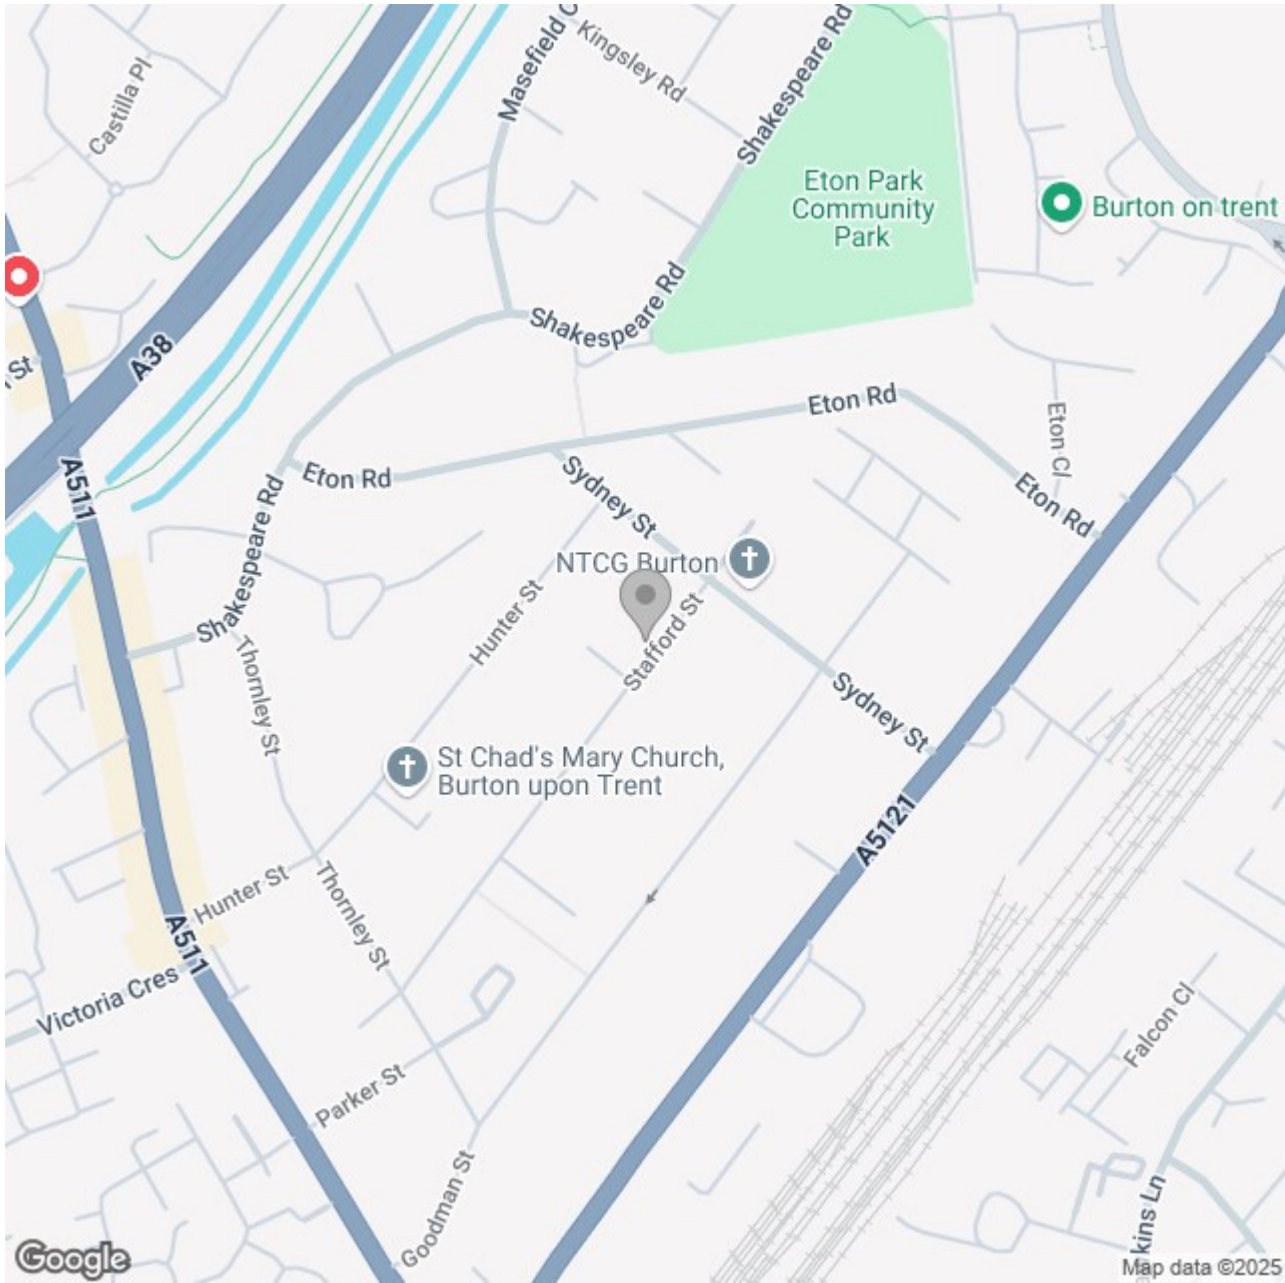 Castilla Pl
Masefield C
Kingsley Rd
Shakespeare Rd
Eton Park
Community
Park
Burton on trent
A38
St
Shakespeare Rd
Eton Rd
Eton Cl
A511
Eton Rd
Sydney St
Eton Rd
Shakespeare Rd
NTCG Burton
Hunter St
Stafford St
Thornley St
Sydney St
St Chad's Mary Church,
Burton upon Trent
A5121
Hunter St
Thornley St
A511
Victoria Cres
Falcon Cl
Parker St
Goodman St
kins Ln
Google
Map data ©2025